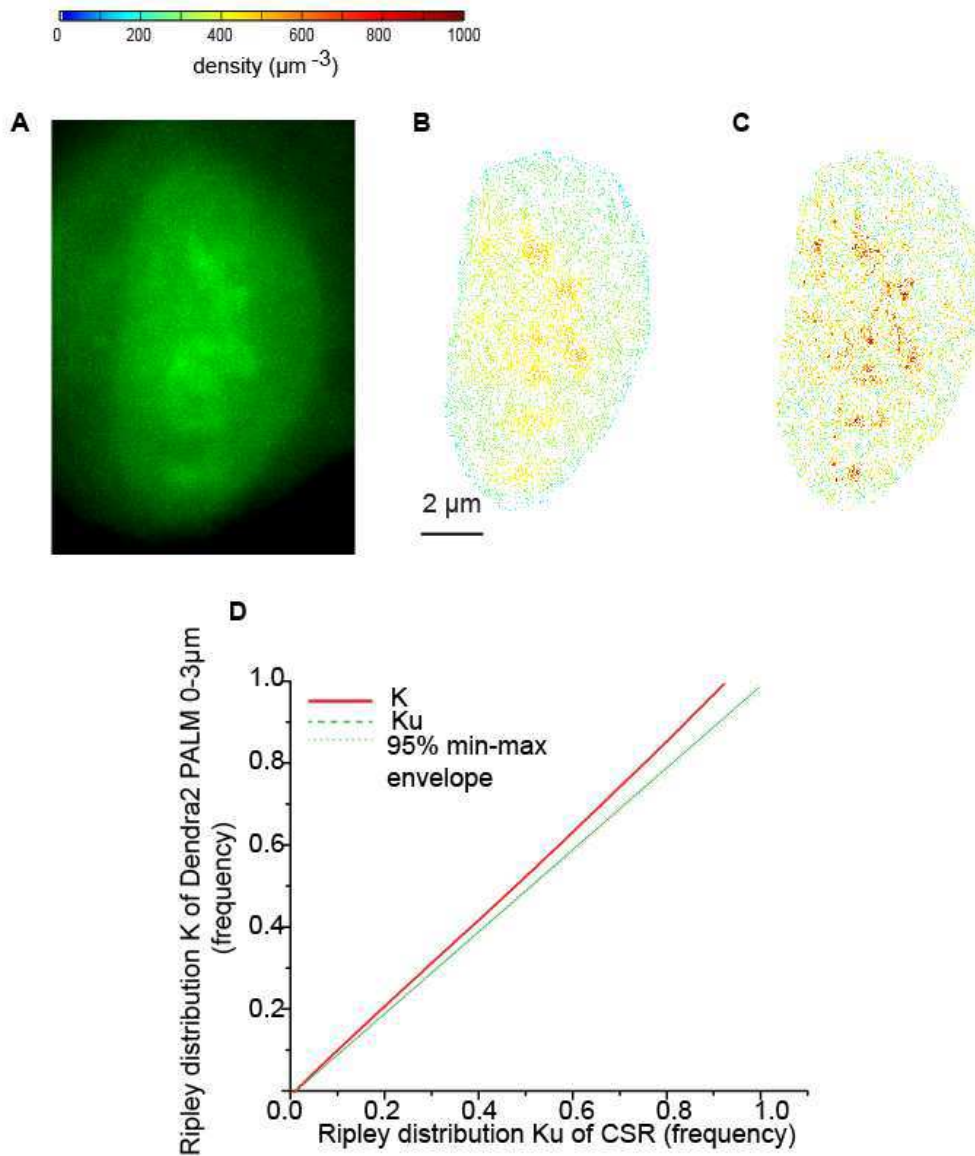 0 200 400 600 800 1000
density (µm⁻³)
A B C
2 µm
D
Ripley distribution K of Dendra2 PALM 0-3µm
(frequency)
1.0
0.8
0.6
0.4
0.2
K
Ku
95% min-max
envelope
0.0 0.2 0.4 0.6 0.8 1.0
Ripley distribution Ku of CSR (frequency)